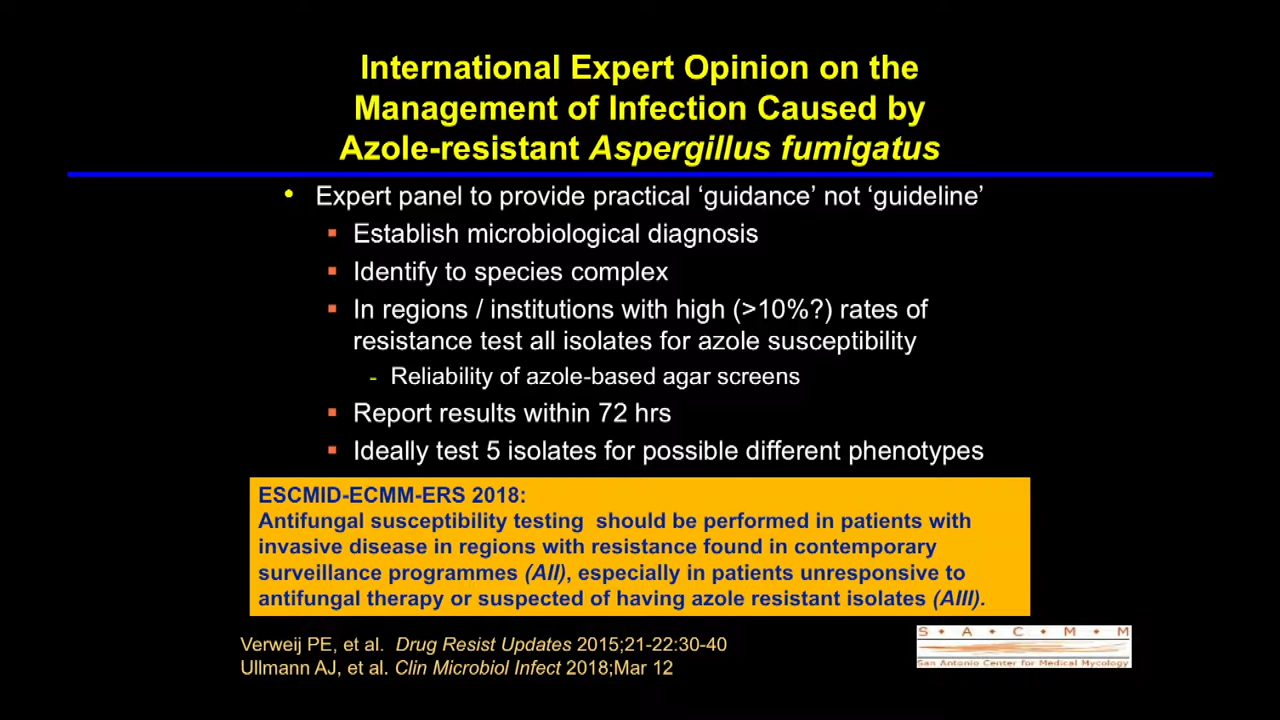 International Expert Opinion on the
Management of Infection Caused by
Azole-resistant Aspergillus fumigatus
• Expert panel to provide practical ‘guidance’ not ‘guideline’
▪ Establish microbiological diagnosis
▪ Identify to species complex
▪ In regions / institutions with high (>10%?) rates of
resistance test all isolates for azole susceptibility
- Reliability of azole-based agar screens
▪ Report results within 72 hrs
▪ Ideally test 5 isolates for possible different phenotypes
ESCMID-ECMM-ERS 2018:
Antifungal susceptibility testing should be performed in patients with
invasive disease in regions with resistance found in contemporary
surveillance programmes (AII), especially in patients unresponsive to
antifungal therapy or suspected of having azole resistant isolates (AIII).
Verweij PE, et al. Drug Resist Updates 2015;21-22:30-40
Ullmann AJ, et al. Clin Microbiol Infect 2018;Mar 12
S • A • C • M • M
San Antonio Center for Medical Mycology